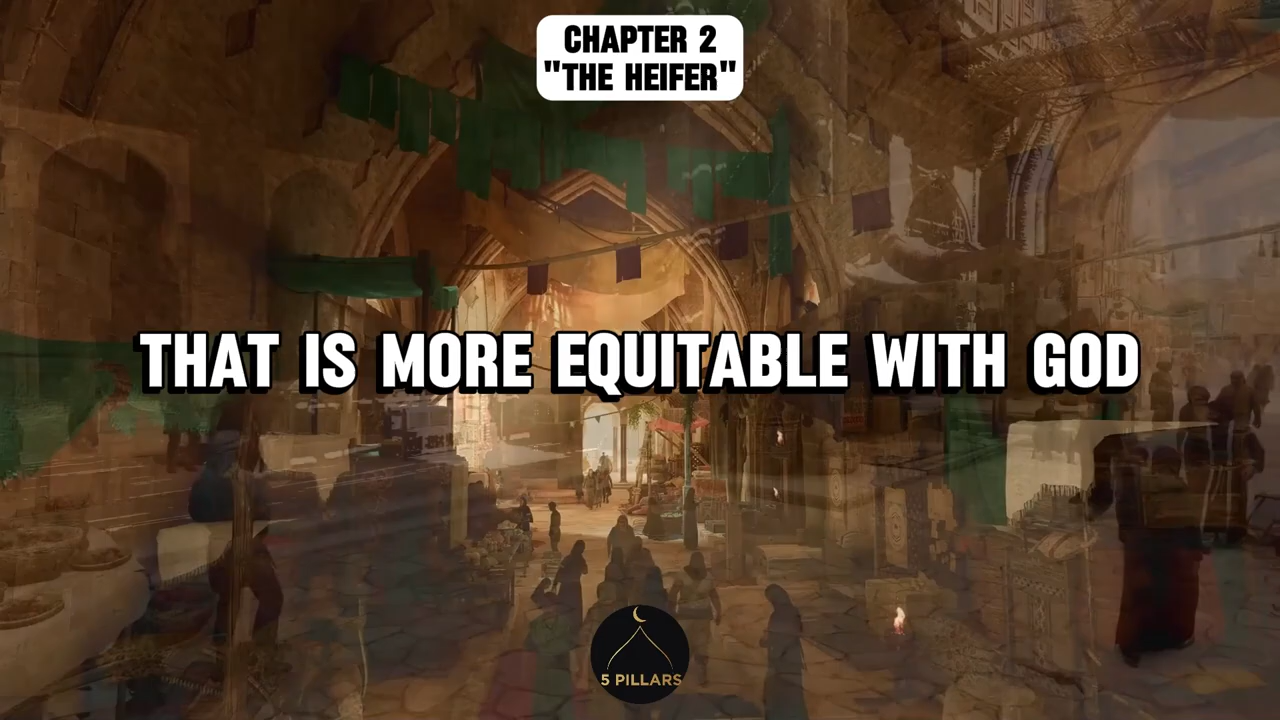 CHAPTER 2
"THE HEIFER"
THAT IS MORE EQUITABLE WITH GOD
5 PILLARS